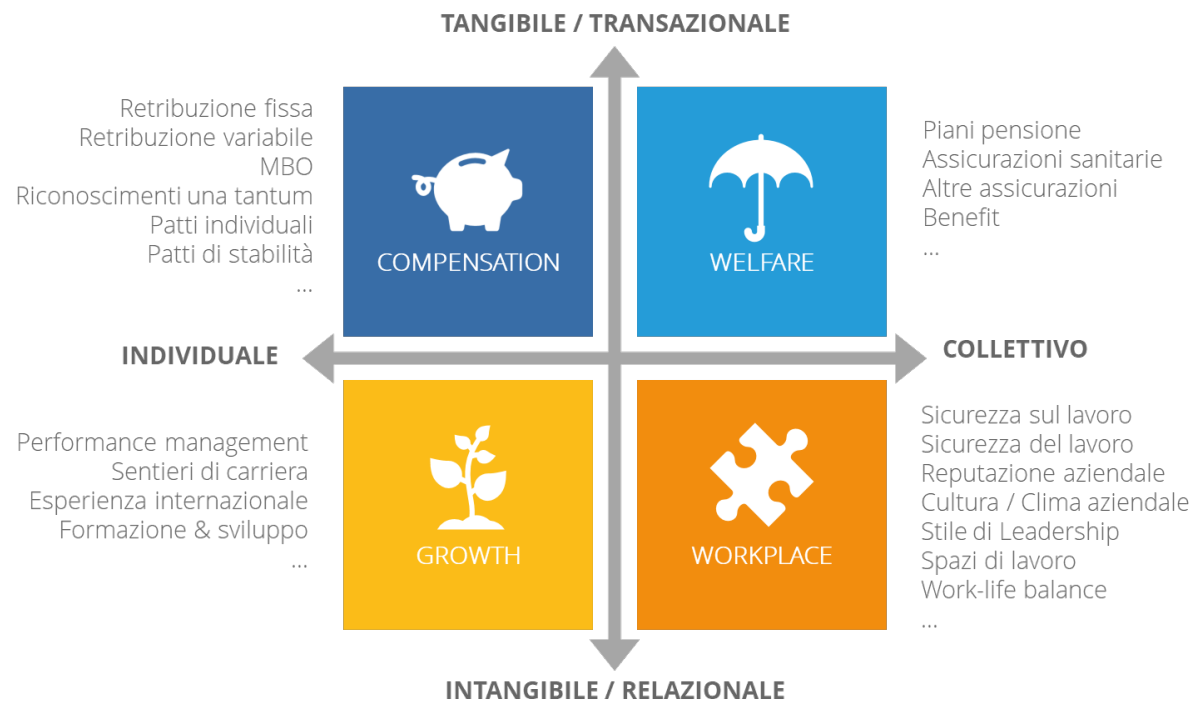 TANGIBILE / TRANSAZIONALE
Retribuzione fissa
Retribuzione variabile
MBO
Riconoscimenti una tantum
Patti individuali
Patti di stabilità
...
COMPENSATION
WELFARE
Piani pensione
Assicurazioni sanitarie
Altre assicurazioni
Benefit
...
INDIVIDUALE
COLLETTIVO
Performance management
Sentieri di carriera
Esperienza internazionale
Formazione & sviluppo
...
GROWTH
WORKPLACE
Sicurezza sul lavoro
Sicurezza del lavoro
Reputazione aziendale
Cultura / Clima aziendale
Stile di Leadership
Spazi di lavoro
Work-life balance
...
INTANGIBILE / RELAZIONALE